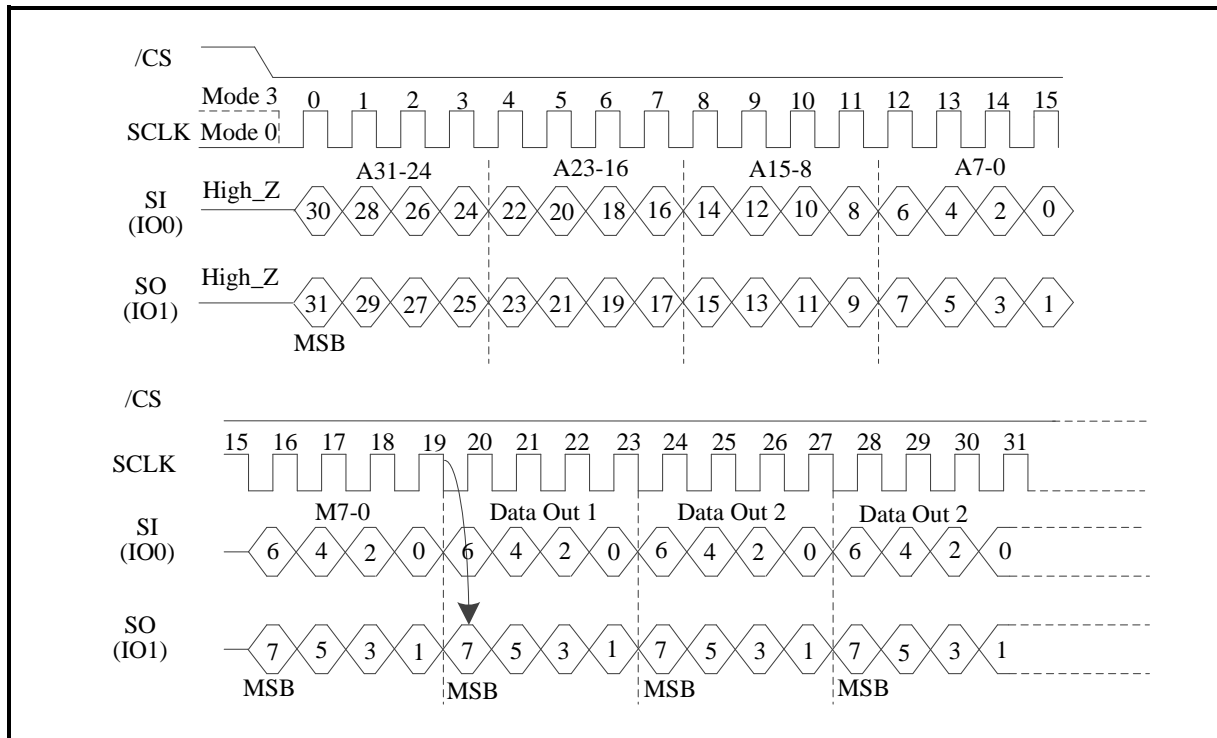 /CS
Mode 3 0 1 2 3 4 5 6 7 8 9 10 11 12 13 14 15
SCLK Mode 0
A31-24 A23-16 A15-8 A7-0
SI
(IO0)
High_Z 30 28 26 24 22 20 18 16 14 12 10 8 6 4 2 0
SO
(IO1)
High_Z 31 29 27 25 23 21 19 17 15 13 11 9 7 5 3 1
MSB
/CS
15 16 17 18 19 20 21 22 23 24 25 26 27 28 29 30 31
SCLK
M7-0 Data Out 1 Data Out 2 Data Out 2
SI
(IO0)
6 4 2 0 6 4 2 0 6 4 2 0 6 4 2 0
SO
(IO1)
7 5 3 1 7 5 3 1 7 5 3 1 7 5 3 1
MSB MSB MSB MSB